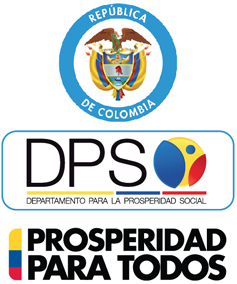 REPÚBLICA
DE COLOMBIA
DPS
DEPARTAMENTO PARA LA PROSPERIDAD SOCIAL
PROSPERIDAD
PARA TODOS